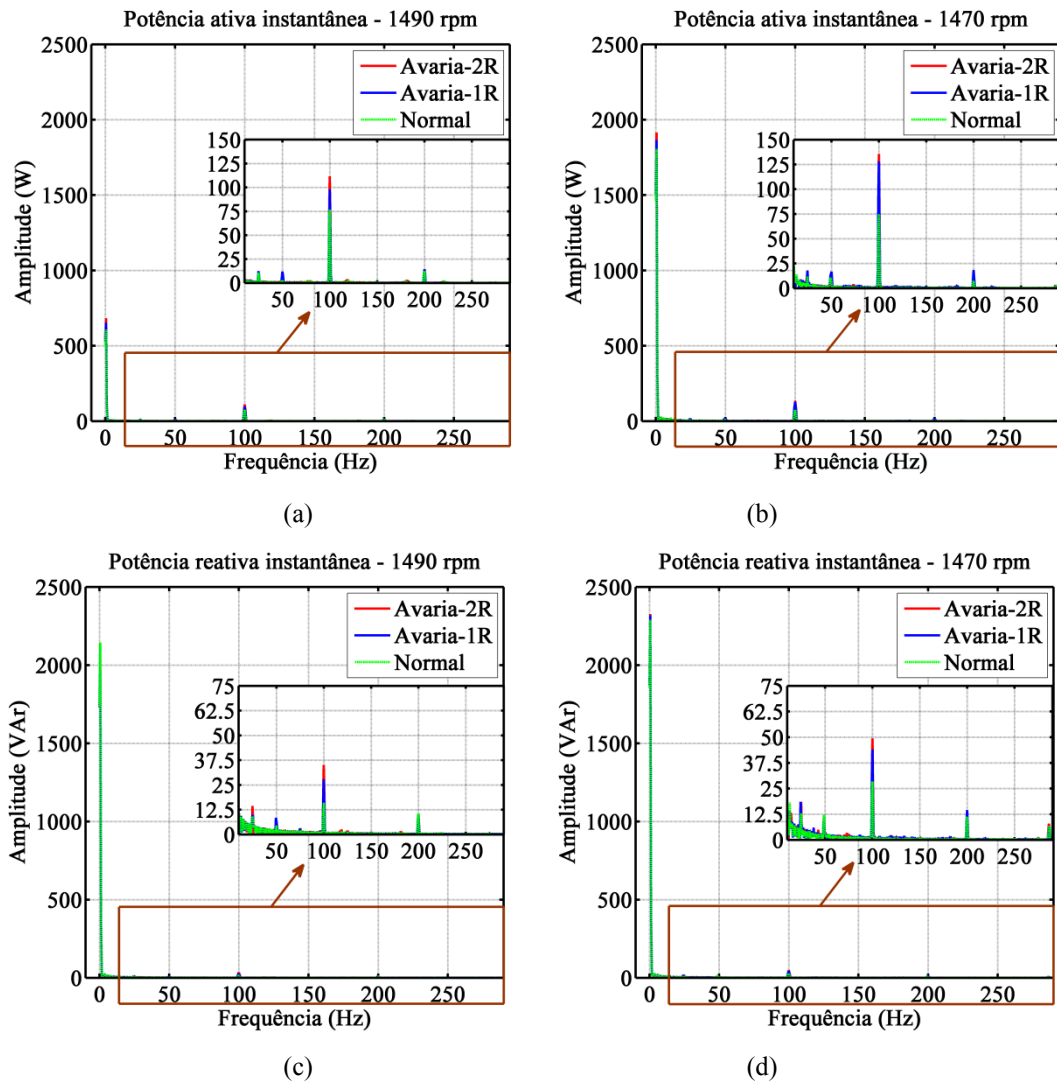 Potência ativa instantânea - 1490 rpm
2500
2000
1500
1000
500
0
Amplitude (W)
Avaria-2R
Avaria-1R
Normal
150
125
100
75
50
25
0
50 100 150 200 250
0 50 100 150 200 250
Frequência (Hz)
(a)
Potência ativa instantânea - 1470 rpm
2500
2000
1500
1000
500
0
Amplitude (W)
Avaria-2R
Avaria-1R
Normal
150
125
100
75
50
25
0
50 100 150 200 250
0 50 100 150 200 250
Frequência (Hz)
(b)
Potência reativa instantânea - 1490 rpm
2500
2000
1500
1000
500
0
Amplitude (VAr)
Avaria-2R
Avaria-1R
Normal
75
62.5
50
37.5
25
12.5
0
50 100 150 200 250
0 50 100 150 200 250
Frequência (Hz)
(c)
Potência reativa instantânea - 1470 rpm
2500
2000
1500
1000
500
0
Amplitude (VAr)
Avaria-2R
Avaria-1R
Normal
75
62.5
50
37.5
25
12.5
0
50 100 150 200 250
0 50 100 150 200 250
Frequência (Hz)
(d)